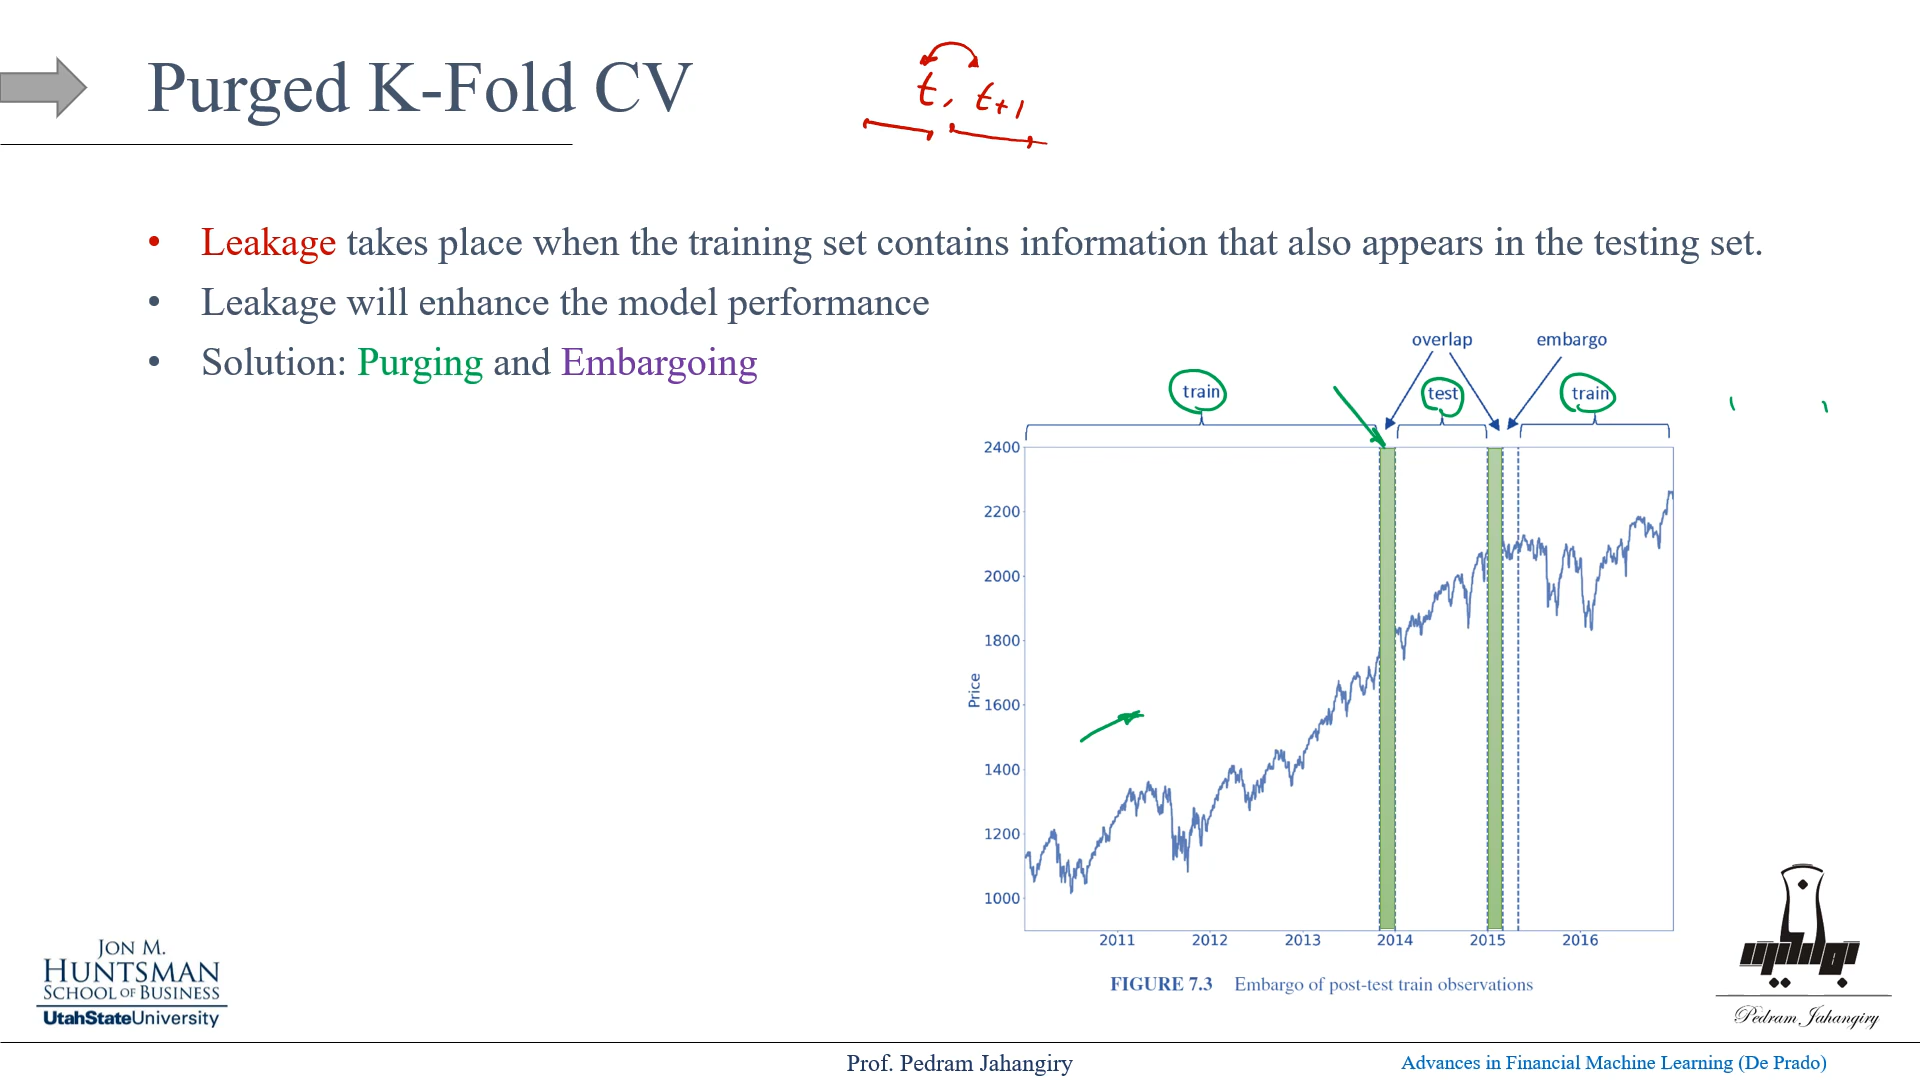 Purged K-Fold CV
t, t+1
• Leakage takes place when the training set contains information that also appears in the testing set.
• Leakage will enhance the model performance
• Solution: Purging and Embargoing
overlap
embargo
train
test
train
2400
2200
2000
1800
1600
1400
1200
1000
Price
2011
2012
2013
2014
2015
2016
FIGURE 7.3 Embargo of post-test train observations
JON M.
HUNTSMAN
SCHOOL OF BUSINESS
UtahStateUniversity
Pedram Jahangiry
Prof. Pedram Jahangiry
Advances in Financial Machine Learning (De Prado)